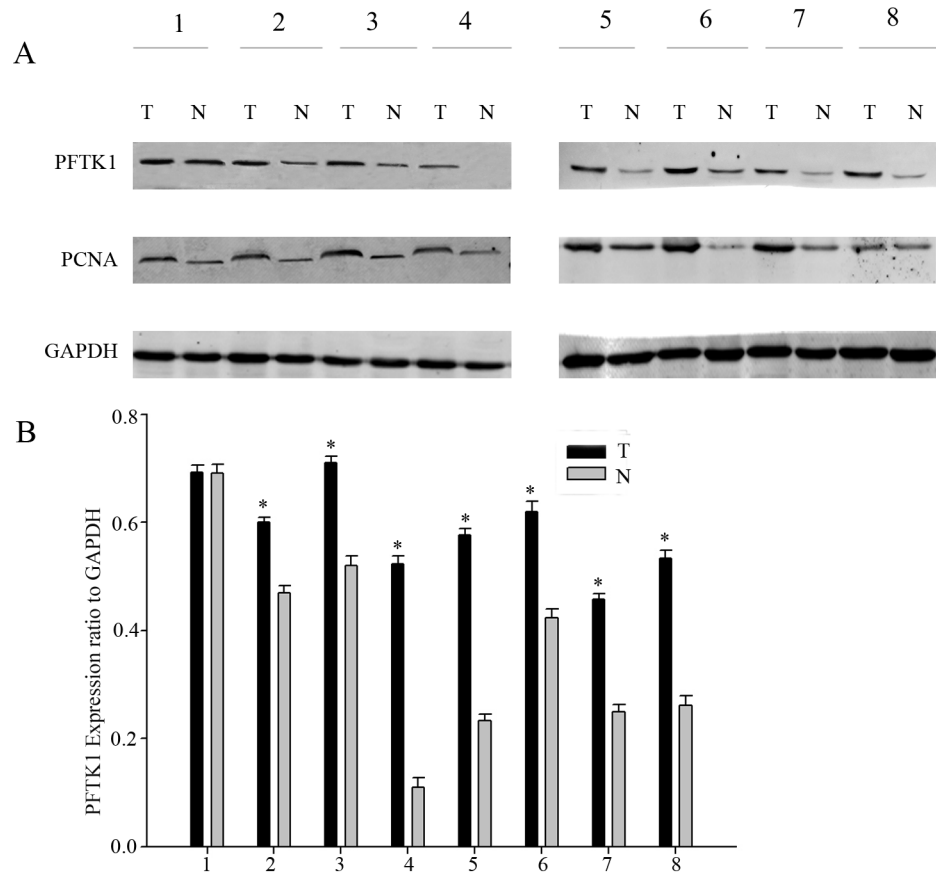 1 2 3 4 5 6 7 8
A
T N T N T N T N T N T N T N T N
PFTK1
PCNA
GAPDH
B
PFTK1 Expression ratio to GAPDH
0.8
0.6
0.4
0.2
0.0
* * * * * * *
T
N
1 2 3 4 5 6 7 8